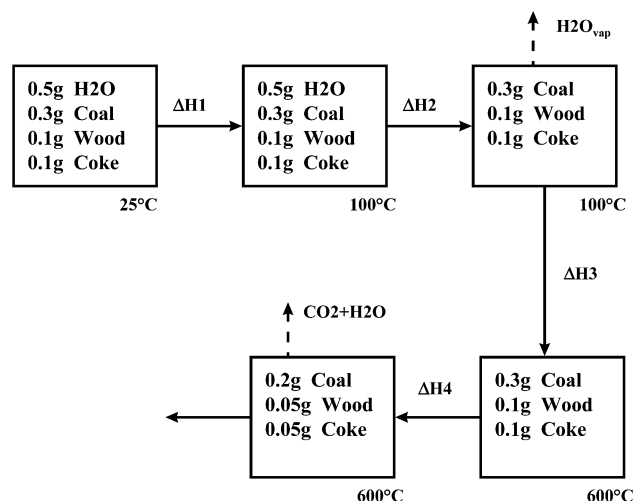 H2Ovap
0.5g H2O
0.3g Coal
0.1g Wood
0.1g Coke
25°C
ΔH1
0.5g H2O
0.3g Coal
0.1g Wood
0.1g Coke
100°C
ΔH2
0.3g Coal
0.1g Wood
0.1g Coke
100°C
ΔH3
CO2+H2O
0.2g Coal
0.05g Wood
0.05g Coke
600°C
ΔH4
0.3g Coal
0.1g Wood
0.1g Coke
600°C